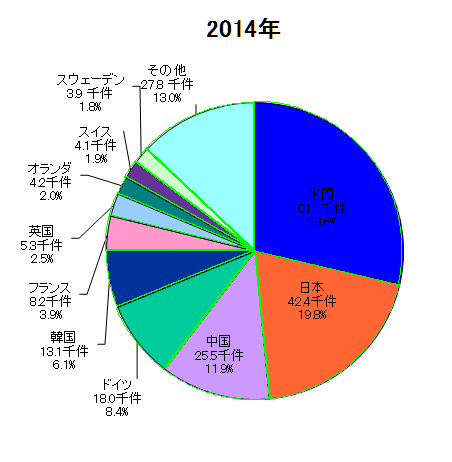 2014年
その他
27.8 千件
13.0%
スウェーデン
3.9 千件
1.8%
スイス
4.1千件
1.9%
オランダ
4.2千件
2.0%
英国
5.3千件
2.5%
フランス
8.2千件
3.9%
韓国
13.1千件
6.1%
ドイツ
18.0千件
8.4%
中国
25.5千件
11.9%
日本
42.4千件
19.8%
米国
千件